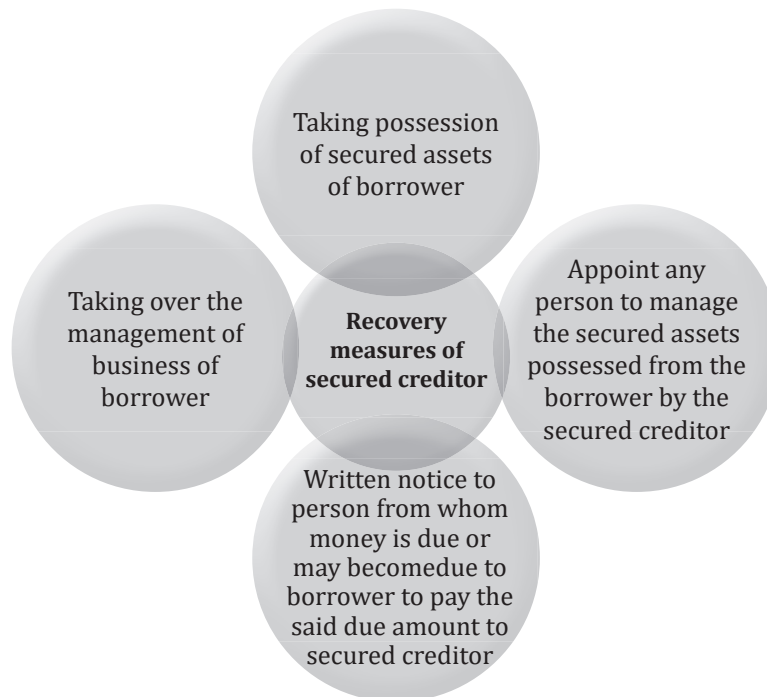 Taking possession
of secured assets
of borrower
Taking over the
management of
business of
borrower
Recovery
measures of
secured creditor
Appoint any
person to manage
the secured assets
possessed from the
borrower by the
secured creditor
Written notice to
person from whom
money is due or
may becomedue to
borrower to pay the
said due amount to
secured creditor